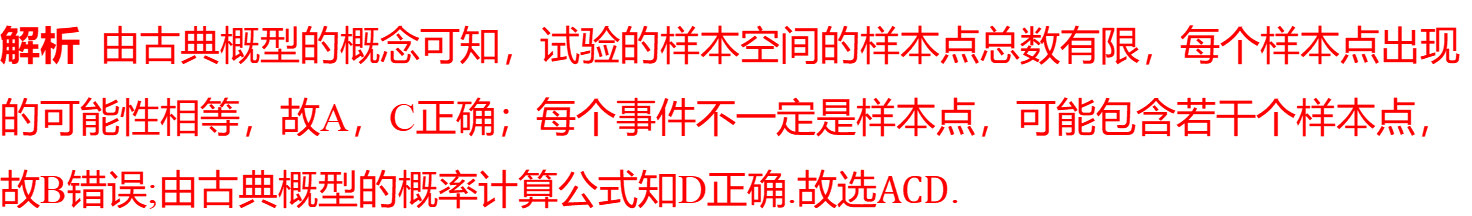 解析 由古典概型的概念可知，试验的样本空间的样本点总数有限，每个样本点出现
的可能性相等，故A，C正确；每个事件不一定是样本点，可能包含若干个样本点，
故B错误;由古典概型的概率计算公式知D正确.故选ACD.